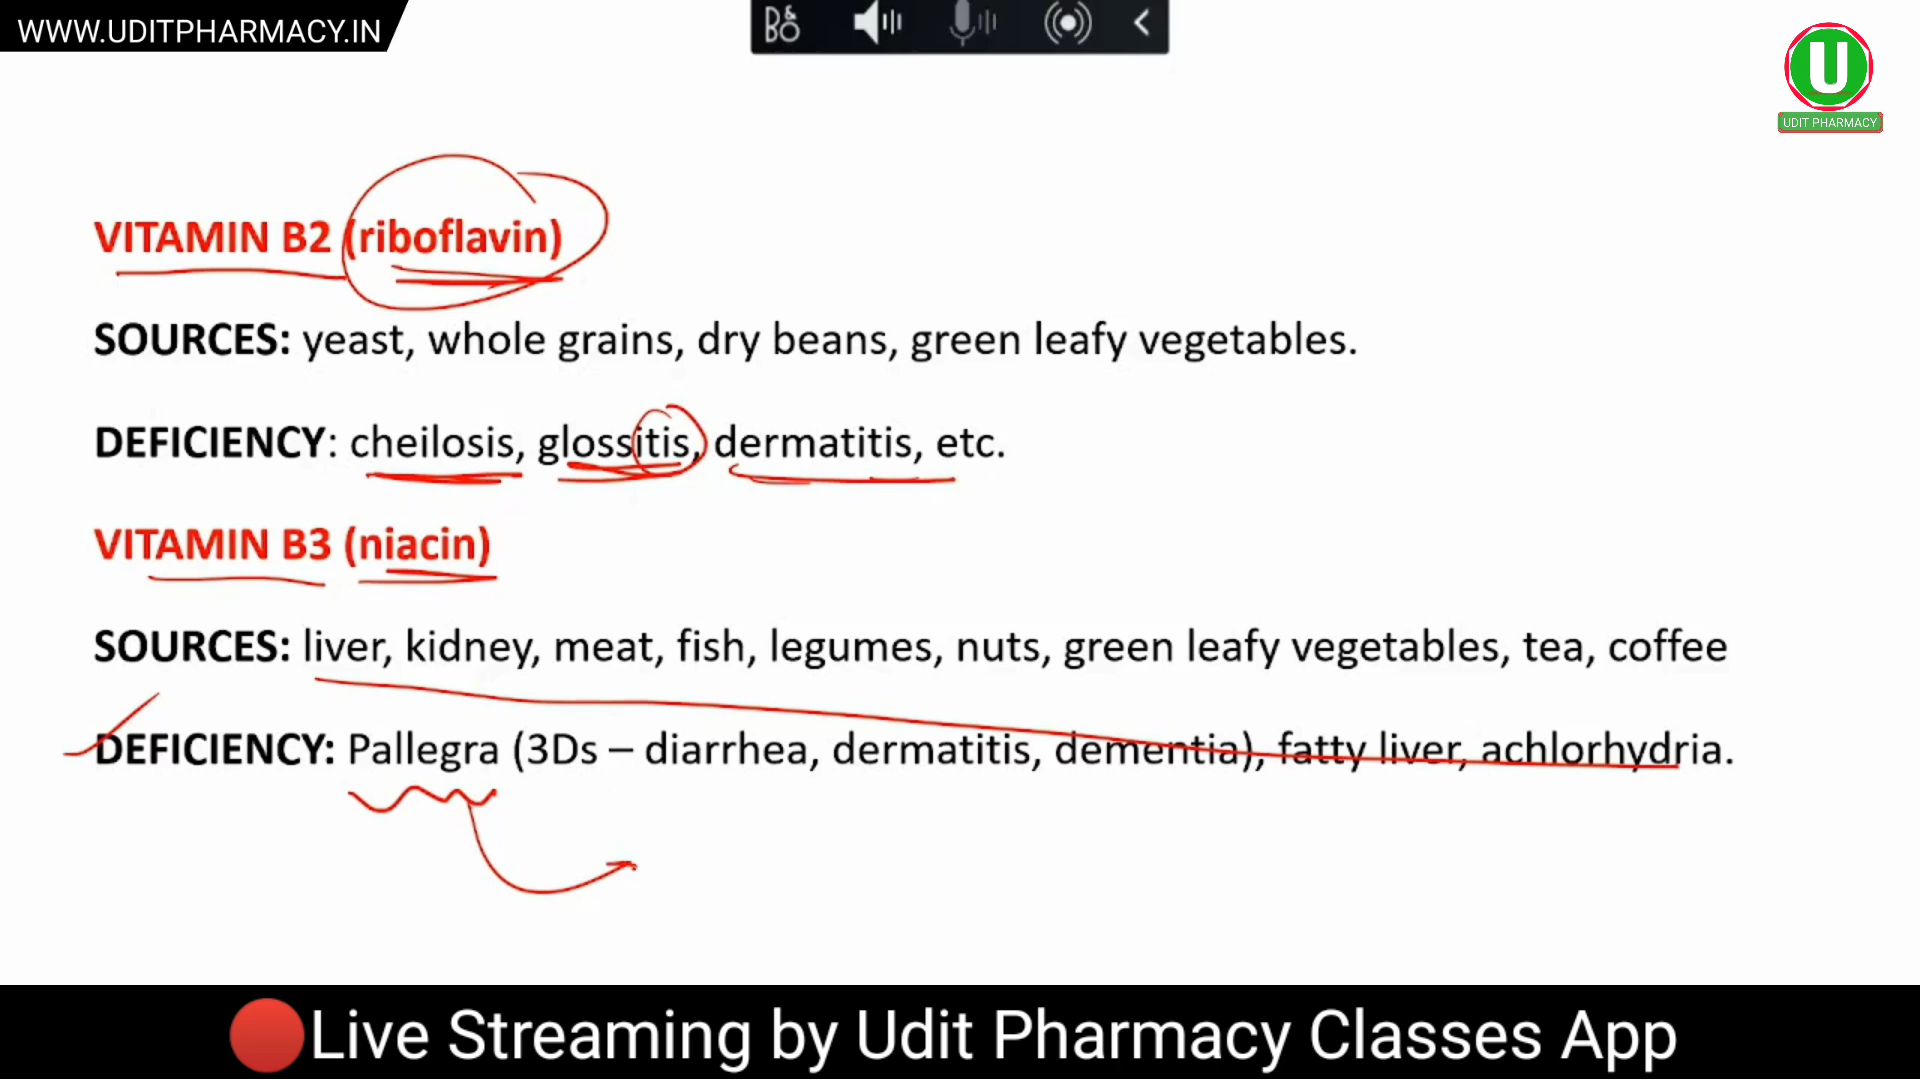 WWW.UDITPHARMACY.IN
B&O
U
UDIT PHARMACY
VITAMIN B2 (riboflavin)
SOURCES: yeast, whole grains, dry beans, green leafy vegetables.
DEFICIENCY: cheilosis, glossitis, dermatitis, etc.
VITAMIN B3 (niacin)
SOURCES: liver, kidney, meat, fish, legumes, nuts, green leafy vegetables, tea, coffee
DEFICIENCY: Pallegra (3Ds – diarrhea, dermatitis, dementia), fatty liver, achlorhydria.
Live Streaming by Udit Pharmacy Classes App